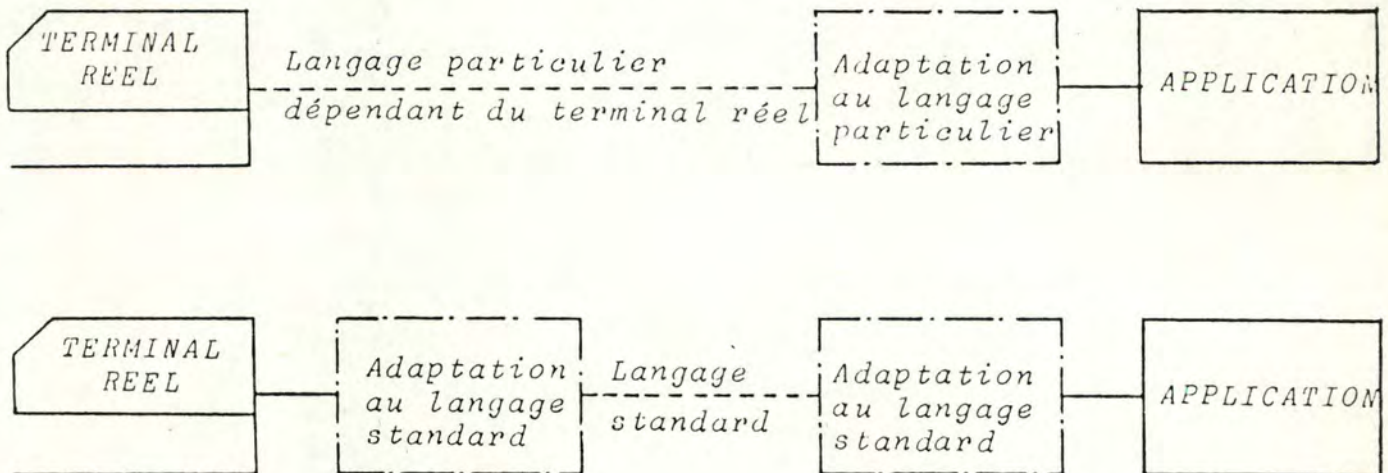 TERMINAL
REEL
Langage particulier
dépendant du terminal réel
Adaptation
au langage
particulier
APPLICATION
TERMINAL
REEL
Adaptation
au langage
standard
Langage
standard
Adaptation
au langage
standard
APPLICATION